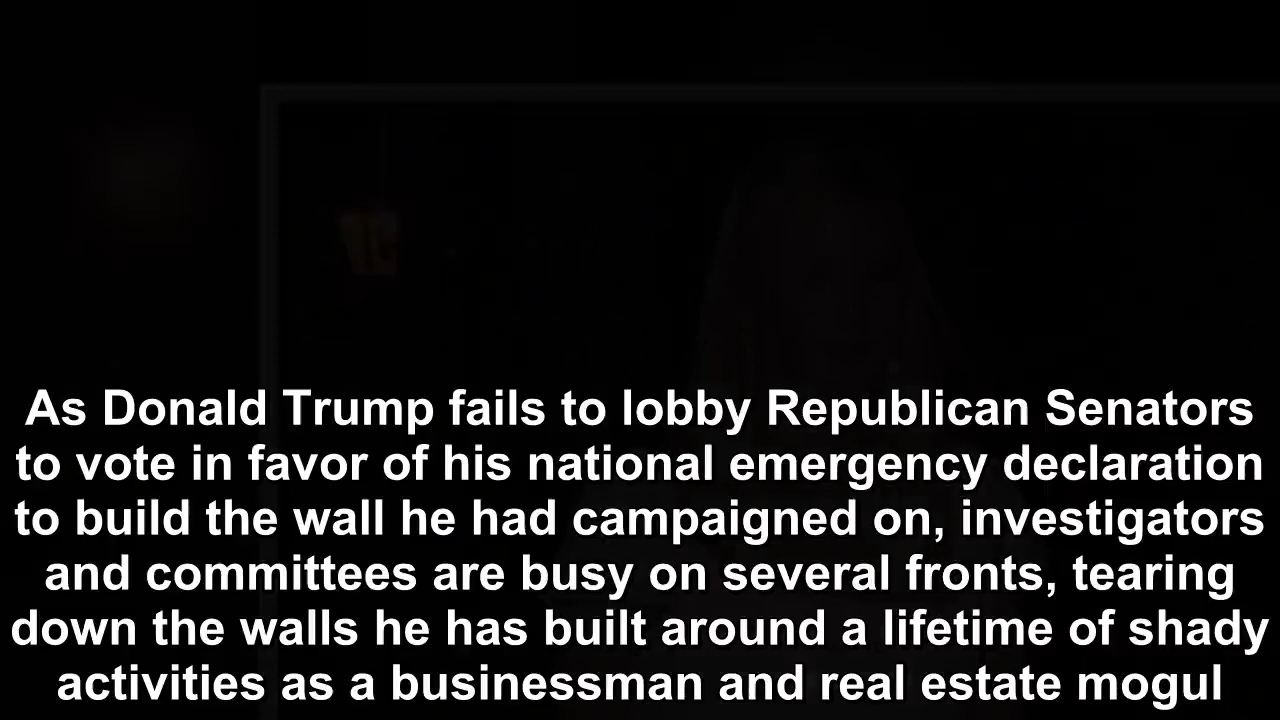 As Donald Trump fails to lobby Republican Senators
to vote in favor of his national emergency declaration
to build the wall he had campaigned on, investigators
and committees are busy on several fronts, tearing
down the walls he has built around a lifetime of shady
activities as a businessman and real estate mogul